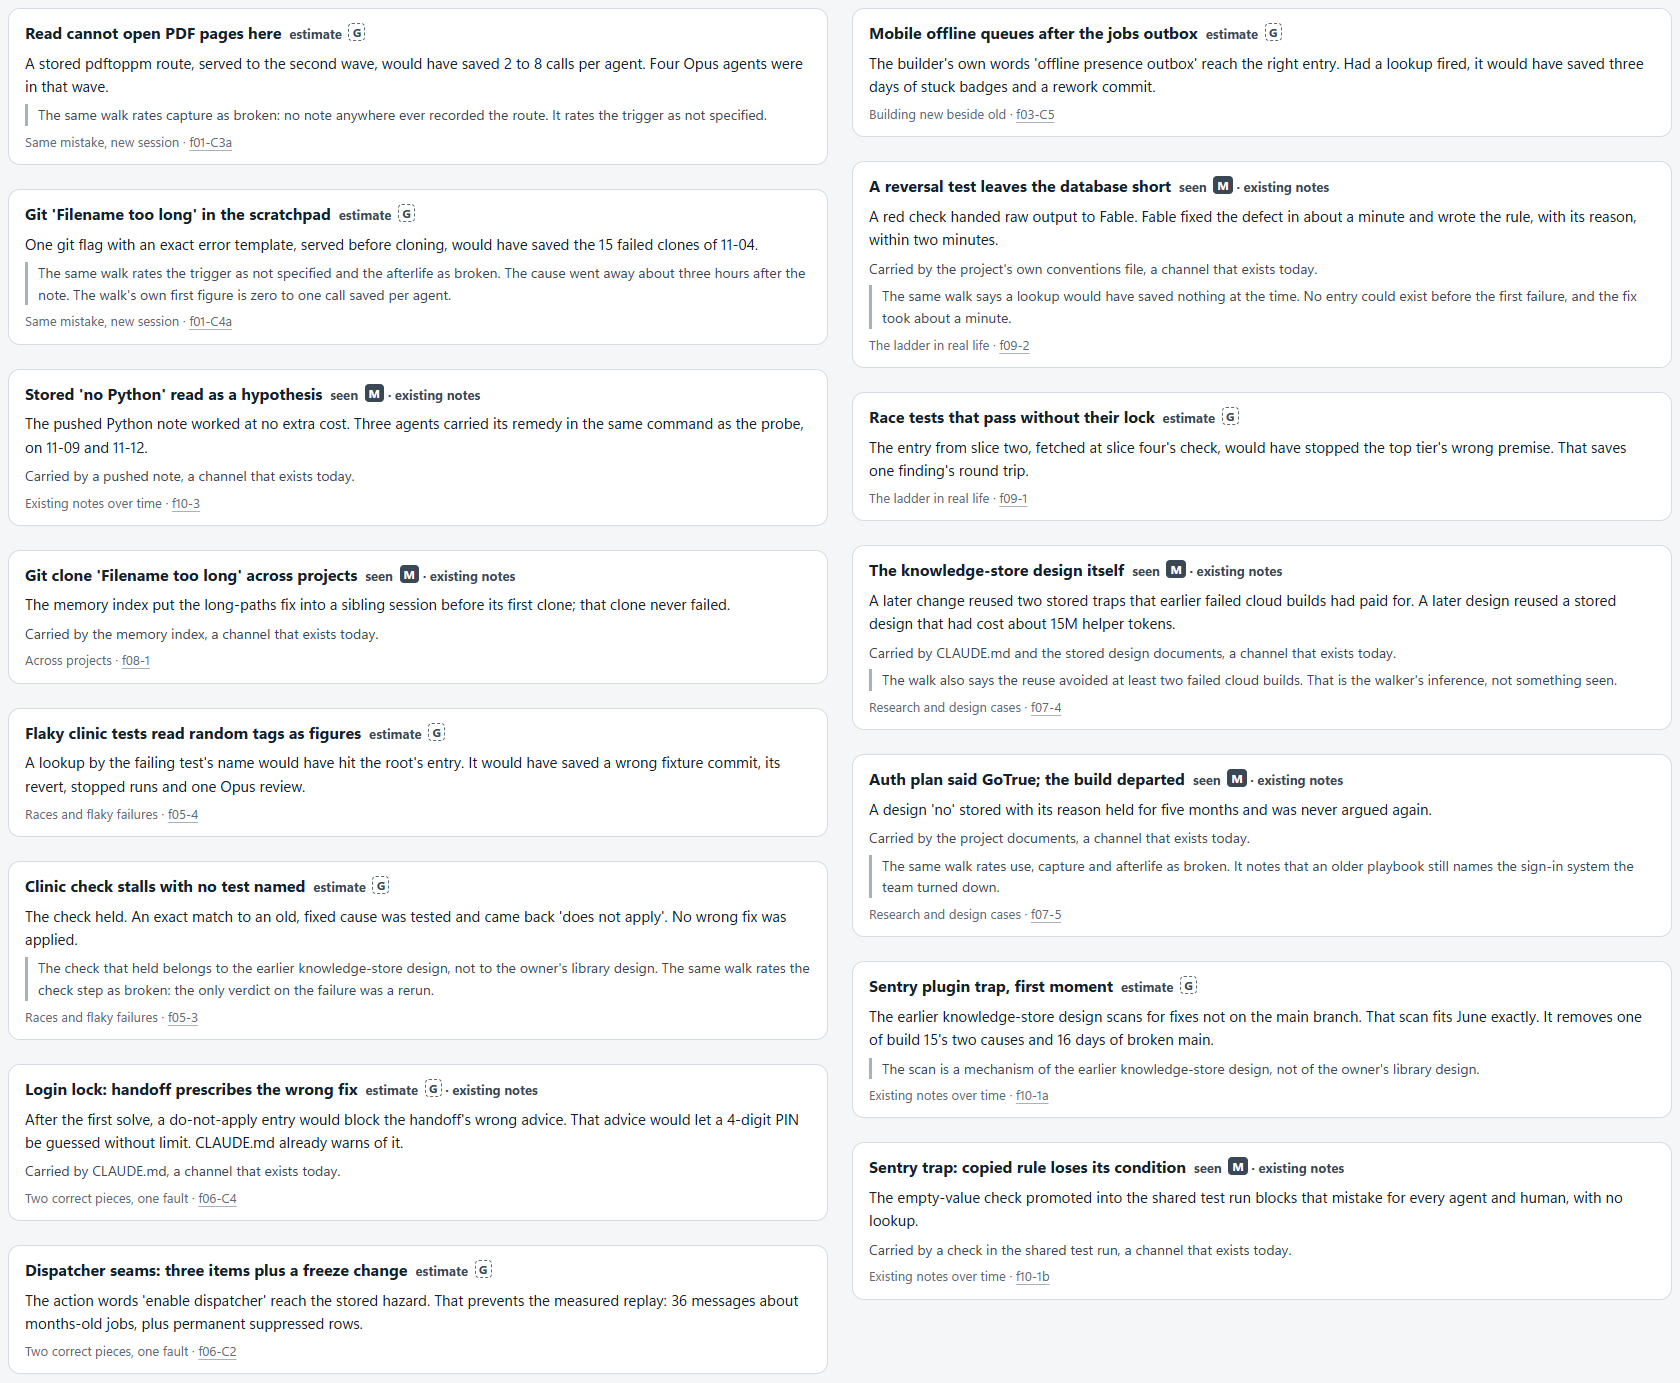 Read cannot open PDF pages here estimate G
A stored pdftoppm route, served to the second wave, would have saved 2 to 8 calls per agent. Four Opus agents were
in that wave.
The same walk rates capture as broken: no note anywhere ever recorded the route. It rates the trigger as not specified.
Same mistake, new session · f01-C3a
Git 'Filename too long' in the scratchpad estimate G
One git flag with an exact error template, served before cloning, would have saved the 15 failed clones of 11-04.
The same walk rates the trigger as not specified and the afterlife as broken. The cause went away about three hours after the
note. The walk's own first figure is zero to one call saved per agent.
Same mistake, new session · f01-C4a
Stored 'no Python' read as a hypothesis seen M · existing notes
The pushed Python note worked at no extra cost. Three agents carried its remedy in the same command as the probe,
on 11-09 and 11-12.
Carried by a pushed note, a channel that exists today.
Existing notes over time · f10-3
Git clone 'Filename too long' across projects seen M · existing notes
The memory index put the long-paths fix into a sibling session before its first clone; that clone never failed.
Carried by the memory index, a channel that exists today.
Across projects · f08-1
Flaky clinic tests read random tags as figures estimate G
A lookup by the failing test's name would have hit the root's entry. It would have saved a wrong fixture commit, its
revert, stopped runs and one Opus review.
Races and flaky failures · f05-4
Clinic check stalls with no test named estimate G
The check held. An exact match to an old, fixed cause was tested and came back 'does not apply'. No wrong fix was
applied.
The check that held belongs to the earlier knowledge-store design, not to the owner's library design. The same walk rates the
check step as broken: the only verdict on the failure was a rerun.
Races and flaky failures · f05-3
Login lock: handoff prescribes the wrong fix estimate G · existing notes
After the first solve, a do-not-apply entry would block the handoff's wrong advice. That advice would let a 4-digit PIN
be guessed without limit. CLAUDE.md already warns of it.
Carried by CLAUDE.md, a channel that exists today.
Two correct pieces, one fault · f06-C4
Dispatcher seams: three items plus a freeze change estimate G
The action words 'enable dispatcher' reach the stored hazard. That prevents the measured replay: 36 messages about
months-old jobs, plus permanent suppressed rows.
Two correct pieces, one fault · f06-C2
Mobile offline queues after the jobs outbox estimate G
The builder's own words 'offline presence outbox' reach the right entry. Had a lookup fired, it would have saved three
days of stuck badges and a rework commit.
Building new beside old · f03-C5
A reversal test leaves the database short seen M · existing notes
A red check handed raw output to Fable. Fable fixed the defect in about a minute and wrote the rule, with its reason,
within two minutes.
Carried by the project's own conventions file, a channel that exists today.
The same walk says a lookup would have saved nothing at the time. No entry could exist before the first failure, and the fix
took about a minute.
The ladder in real life · f09-2
Race tests that pass without their lock estimate G
The entry from slice two, fetched at slice four's check, would have stopped the top tier's wrong premise. That saves
one finding's round trip.
The ladder in real life · f09-1
The knowledge-store design itself seen M · existing notes
A later change reused two stored traps that earlier failed cloud builds had paid for. A later design reused a stored
design that had cost about 15M helper tokens.
Carried by CLAUDE.md and the stored design documents, a channel that exists today.
The walk also says the reuse avoided at least two failed cloud builds. That is the walker's inference, not something seen.
Research and design cases · f07-4
Auth plan said GoTrue; the build departed seen M · existing notes
A design 'no' stored with its reason held for five months and was never argued again.
Carried by the project documents, a channel that exists today.
The same walk rates use, capture and afterlife as broken. It notes that an older playbook still names the sign-in system the
team turned down.
Research and design cases · f07-5
Sentry plugin trap, first moment estimate G
The earlier knowledge-store design scans for fixes not on the main branch. That scan fits June exactly. It removes one
of build 15's two causes and 16 days of broken main.
The scan is a mechanism of the earlier knowledge-store design, not of the owner's library design.
Existing notes over time · f10-1a
Sentry trap: copied rule loses its condition seen M · existing notes
The empty-value check promoted into the shared test run blocks that mistake for every agent and human, with no
lookup.
Carried by a check in the shared test run, a channel that exists today.
Existing notes over time · f10-1b